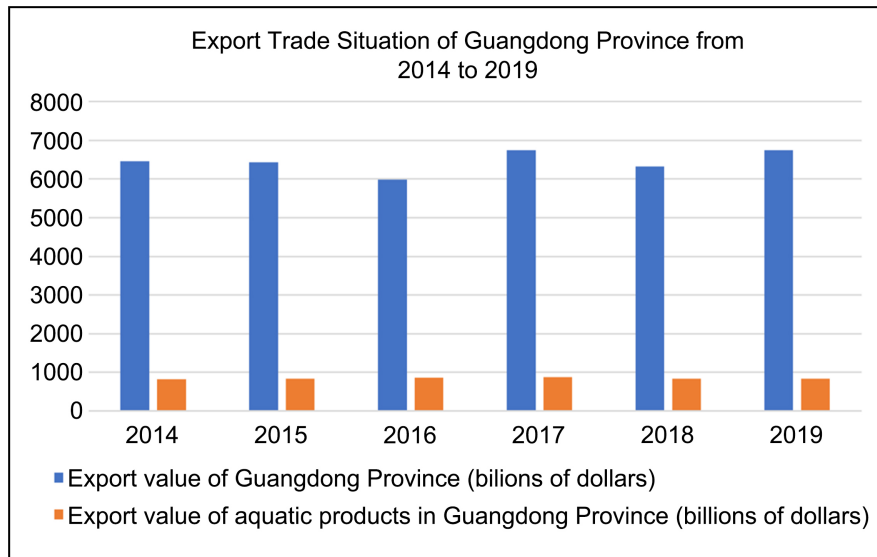 Export Trade Situation of Guangdong Province from
2014 to 2019
8000
7000
6000
5000
4000
3000
2000
1000
0
2014 2015 2016 2017 2018 2019
Export value of Guangdong Province (bilions of dollars)
Export value of aquatic products in Guangdong Province (billions of dollars)